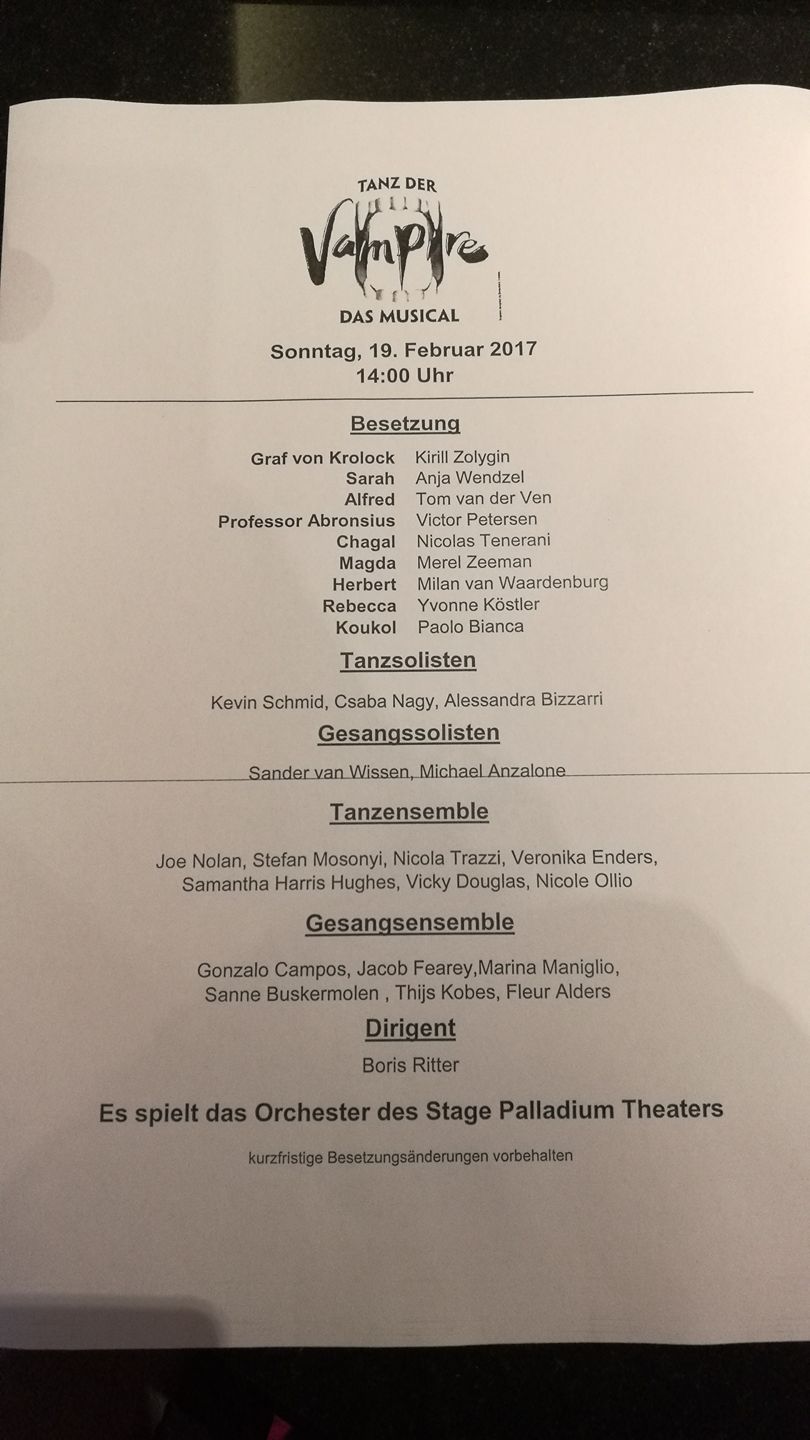 TANZ DER
Vampire
DAS MUSICAL
Sonntag, 19. Februar 2017
14:00 Uhr
Besetzung
Graf von Krolock Kirill Zolygin
Sarah Anja Wendzel
Alfred Tom van der Ven
Professor Abronsius Victor Petersen
Chagal Nicolas Tenerani
Magda Merel Zeeman
Herbert Milan van Waardenburg
Rebecca Yvonne Köstler
Koukol Paolo Bianca
Tanzsolisten
Kevin Schmid, Csaba Nagy, Alessandra Bizzarri
Gesangssolisten
Sander van Wissen, Michael Anzalone
Tanzensemble
Joe Nolan, Stefan Mosonyi, Nicola Trazzi, Veronika Enders,
Samantha Harris Hughes, Vicky Douglas, Nicole Ollio
Gesangsensemble
Gonzalo Campos, Jacob Fearey,Marina Maniglio,
Sanne Buskermolen , Thijs Kobes, Fleur Alders
Dirigent
Boris Ritter
Es spielt das Orchester des Stage Palladium Theaters
kurzfristige Besetzungsänderungen vorbehalten